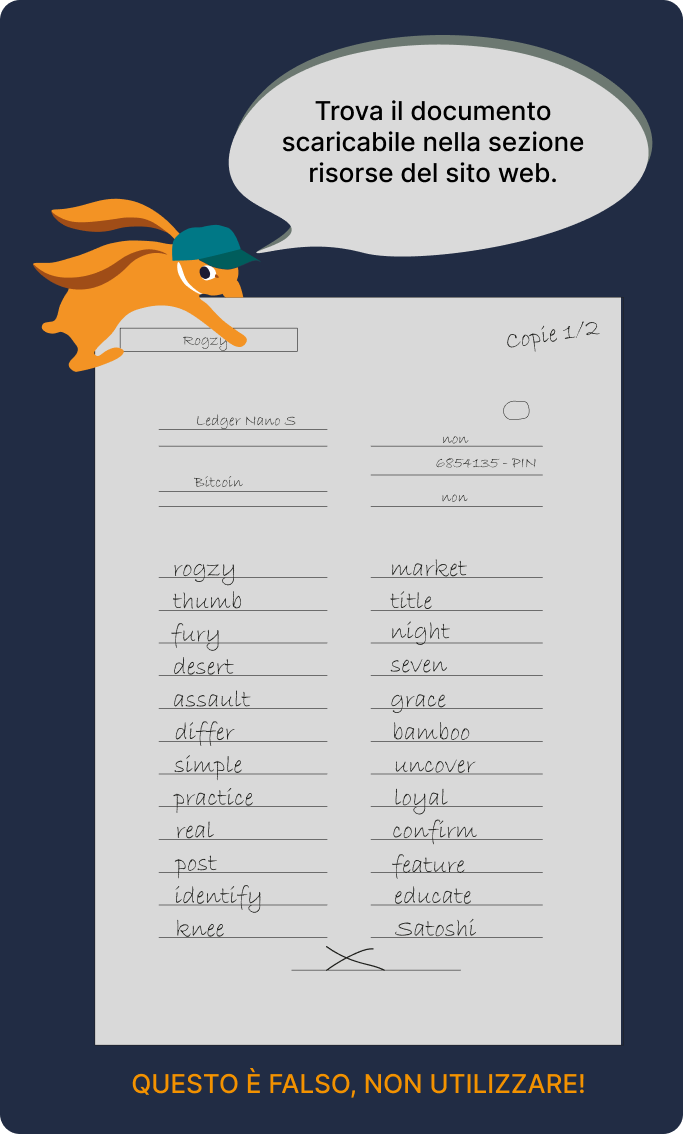 Trova il documento
scaricabile nella sezione
risorse del sito web.
Rogzy
Copie 1/2
Ledger Nano S
non
6854135 - PIN
Bitcoin
non
rogzy
thumb
fury
desert
assault
differ
simple
practice
real
post
identify
knee
market
title
night
seven
grace
bamboo
uncover
loyal
confirm
feature
educate
Satoshi
QUESTO È FALSO, NON UTILIZZARE!